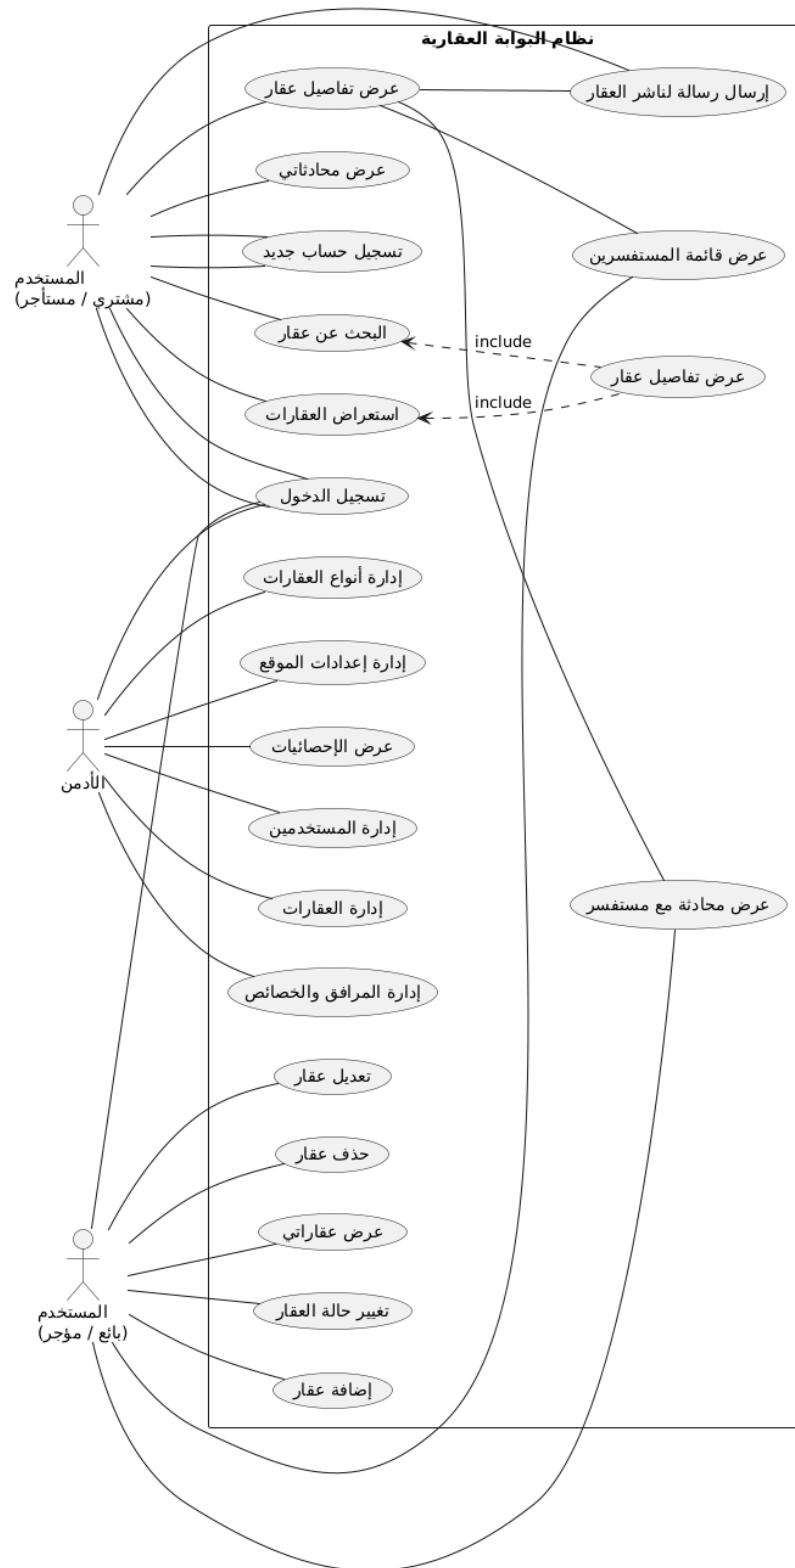 نظام البوابة العقارية
عرض تفاصيل عقار
إرسال رسالة لناشر العقار
عرض محادثاتي
المستخدم
(مشتري / مستأجر)
تسجيل حساب جديد
عرض قائمة المستفسرين
البحث عن عقار
include
عرض تفاصيل عقار
include
استعراض العقارات
تسجيل الدخول
إدارة أنواع العقارات
إدارة إعدادات الموقع
عرض الإحصائيات
الأدمن
إدارة المستخدمين
إدارة العقارات
عرض محادثة مع مستفسر
إدارة المرافق والخصائص
تعديل عقار
حذف عقار
عرض عقاراتي
المستخدم
(بائع / مؤجر)
تغيير حالة العقار
إضافة عقار